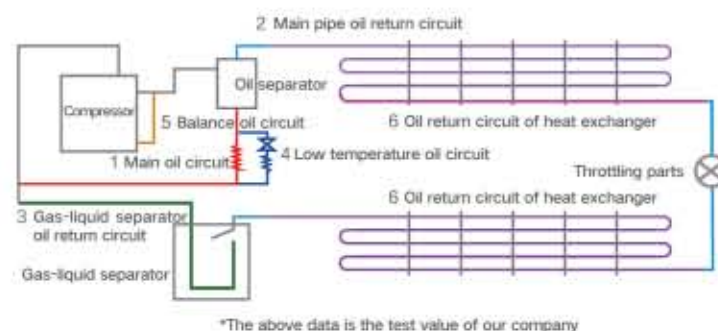 2 Main pipe oil return circuit
Oil separator
Compressor
5 Balance oil circuit
6 Oil return circuit of heat exchanger
1 Main oil circuit
4 Low temperature oil circuit
Throttling parts
6 Oil return circuit of heat exchanger
3 Gas-liquid separator
oil return circuit
Gas-liquid separator
*The above data is the test value of our company